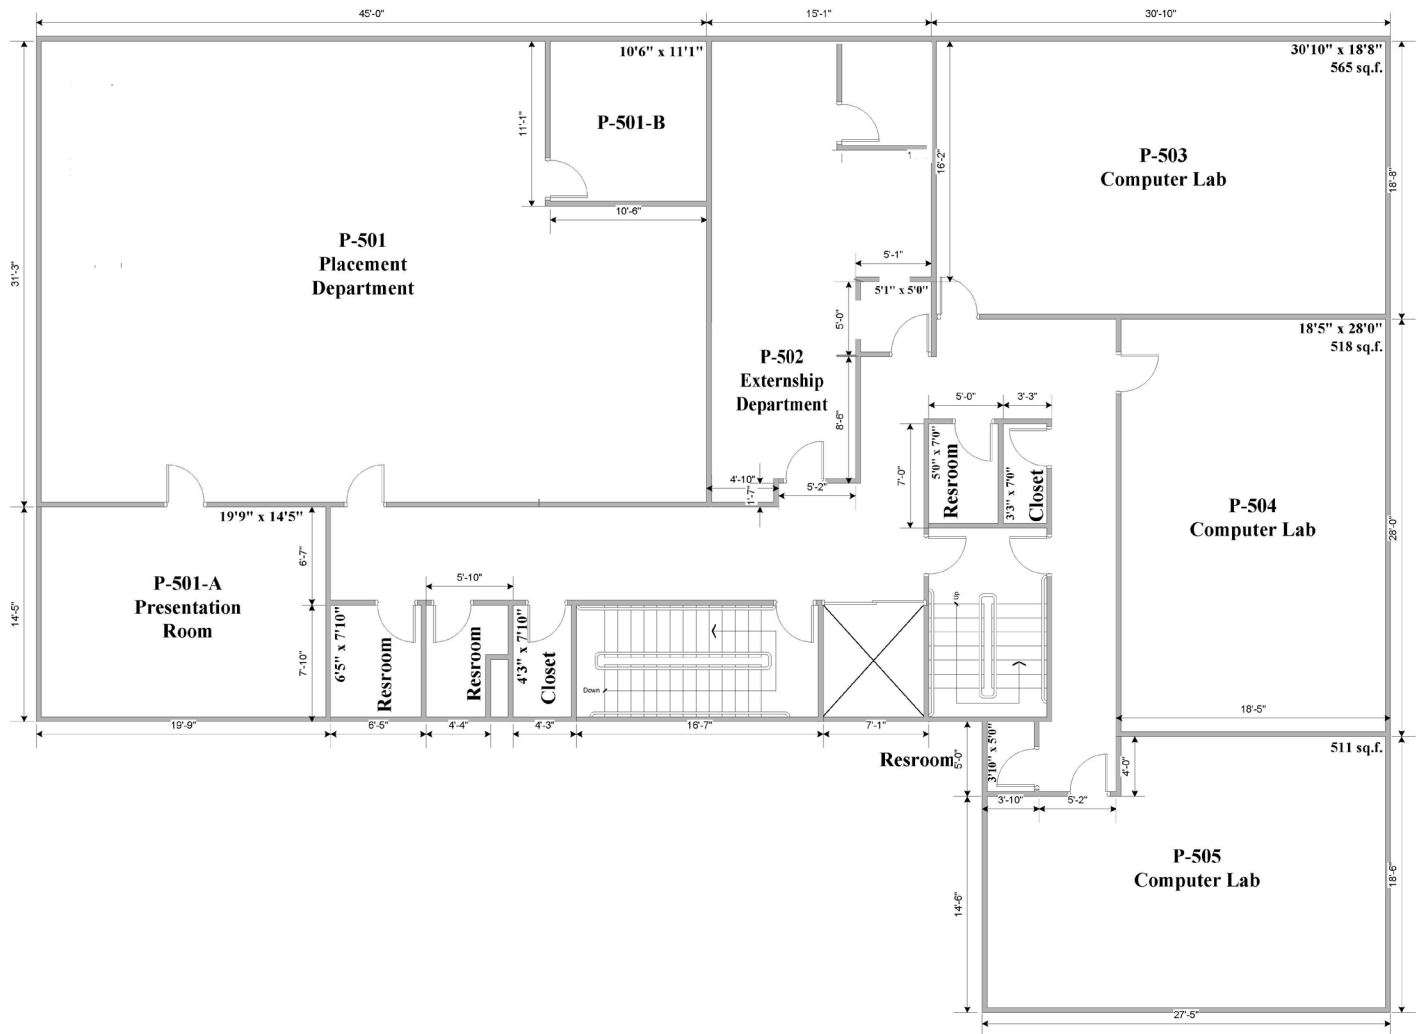 45'-0"
15'-1"
30'-10"
10'6" x 11'1"
30'10" x 18'8"
565 sq.f.
P-501-B
11'-1"
10'-6"
16'-2"
P-503
Computer Lab
18'-8"
P-501
Placement
Department
31'-3"
5'-1"
5'1" x 5'0"
5'-0"
18'5" x 28'0"
518 sq.f.
P-502
Externship
Department
8'-6"
5'-0"
3'-3"
5'0" x 7'0"
Resroom
7'-0"
3'3" x 7'0"
Closet
4'-10"
1'-7"
5'-2"
P-504
Computer Lab
28'-0"
19'9" x 14'5"
6'-7"
P-501-A
Presentation
Room
14'-5"
5'-10"
7'-10"
6'5" x 7'10"
Resroom
Resroom
4'3" x 7'10"
Closet
Down
Up
18'-5"
19'-9"
6'-5"
4'-4"
4'-3"
16'-7"
7'-1"
Resroom
5'-0"
3'10" x 5'0"
4'-0"
511 sq.f.
3'-10"
5'-2"
P-505
Computer Lab
14'-6"
18'-6"
27'-5"